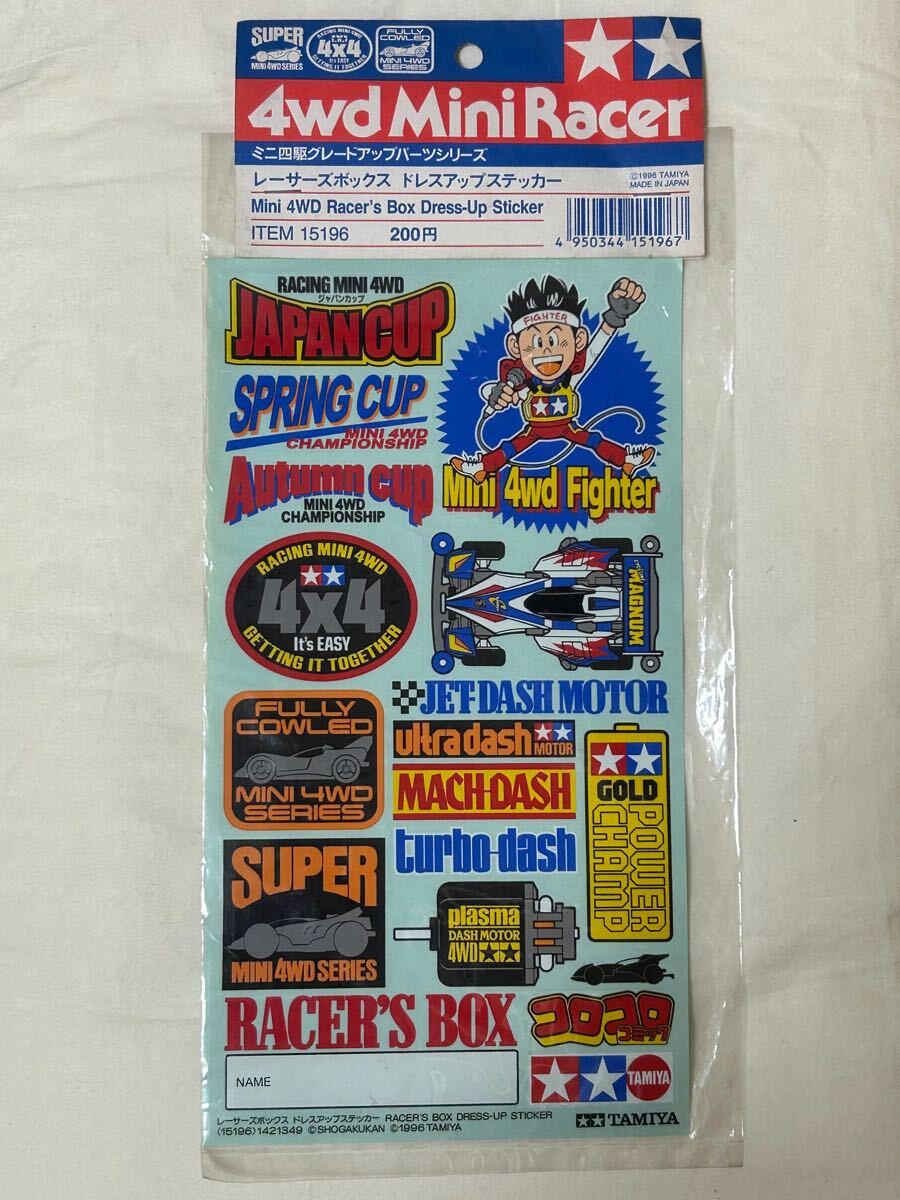 SUPER
MINI 4WD SERIES
RACING MINI 4WD
4x4
It's EASY
GETTING IT TOGETHER
FULLY
COWLED
MINI 4WD
SERIES
4wd Mini Racer
ミニ四駆グレードアップパーツシリーズ
レーサーズボックス ドレスアップステッカー
©1996 TAMIYA
MADE IN JAPAN
Mini 4WD Racer's Box Dress-Up Sticker
ITEM 15196 200円
4 950344 151967
RACING MINI 4WD
ジャパンカップ
JAPAN CUP
FIGHTER
SPRING CUP
MINI 4WD
CHAMPIONSHIP
Autumn cup
MINI 4WD
CHAMPIONSHIP
Mini 4wd Fighter
RACING MINI 4WD
4x4
It's EASY
GETTING IT TOGETHER
MAGNUM
JET-DASH MOTOR
FULLY
COWLED
MINI 4WD
SERIES
ultra dash
MOTOR
MACH-DASH
turbo-dash
GOLD
POWER
CHAMP
SUPER
MINI 4WD SERIES
plasma
DASH MOTOR
4WD
RACER'S BOX
コロコロ
コミック
NAME
TAMIYA
レーサーズボックス ドレスアップステッカー RACER'S BOX DRESS-UP STICKER
(15196)1421349 ©SHOGAKUKAN ©1996 TAMIYA
TAMIYA